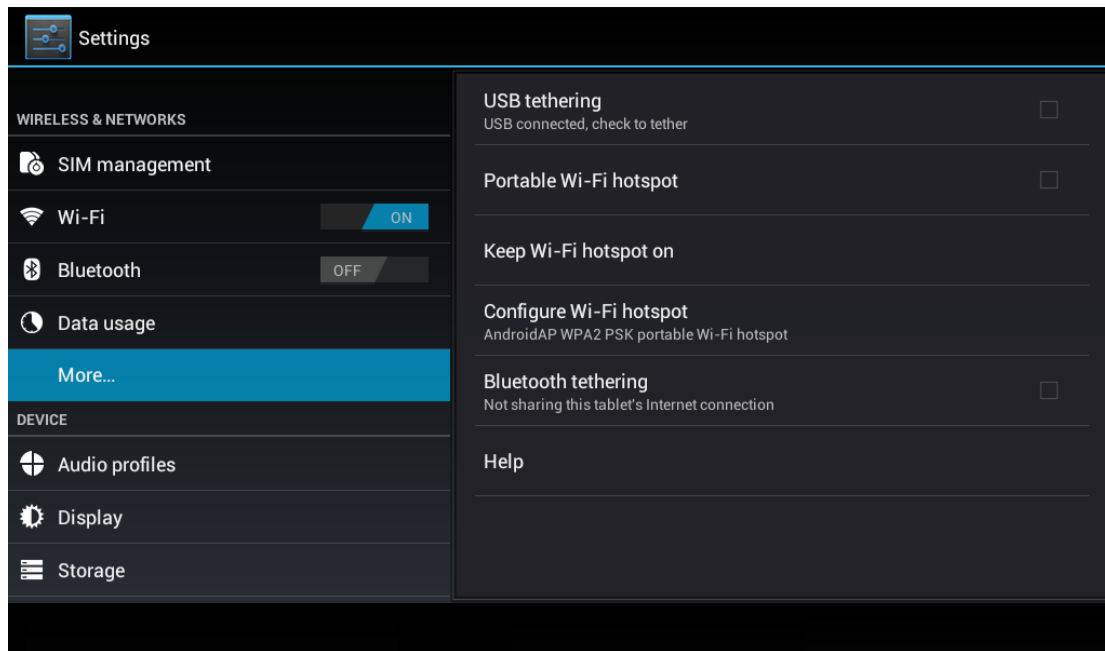 Settings
WIRELESS & NETWORKS
SIM management
Wi-Fi
ON
Bluetooth
OFF
Data usage
More...
DEVICE
Audio profiles
Display
Storage
USB tethering
USB connected, check to tether
Portable Wi-Fi hotspot
Keep Wi-Fi hotspot on
Configure Wi-Fi hotspot
AndroidAP WPA2 PSK portable Wi-Fi hotspot
Bluetooth tethering
Not sharing this tablet's Internet connection
Help